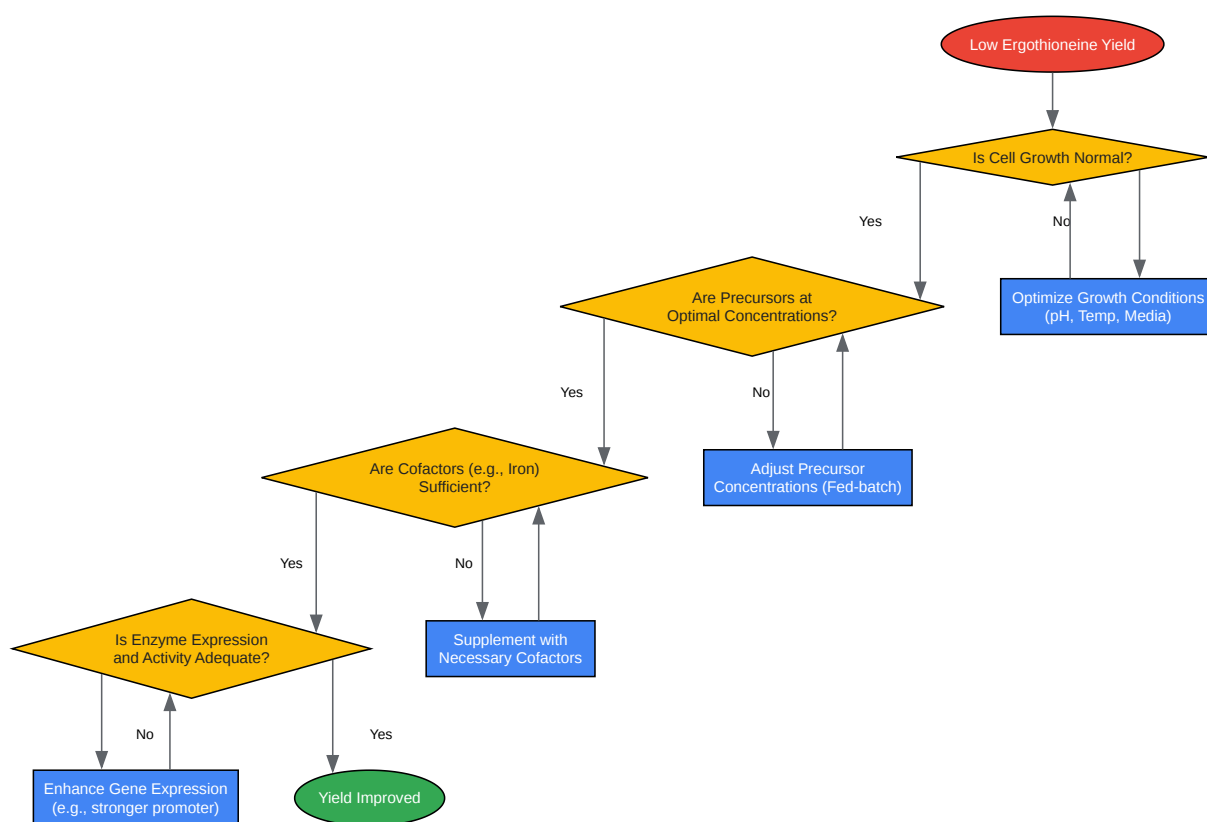 Low Ergothioneine Yield
Is Cell Growth Normal?
Yes
No
Optimize Growth Conditions
(pH, Temp, Media)
Are Precursors at
Optimal Concentrations?
Yes
No
Adjust Precursor
Concentrations (Fed-batch)
Are Cofactors (e.g., Iron)
Sufficient?
Yes
No
Supplement with
Necessary Cofactors
Is Enzyme Expression
and Activity Adequate?
No
Yes
Enhance Gene Expression
(e.g., stronger promoter)
Yield Improved